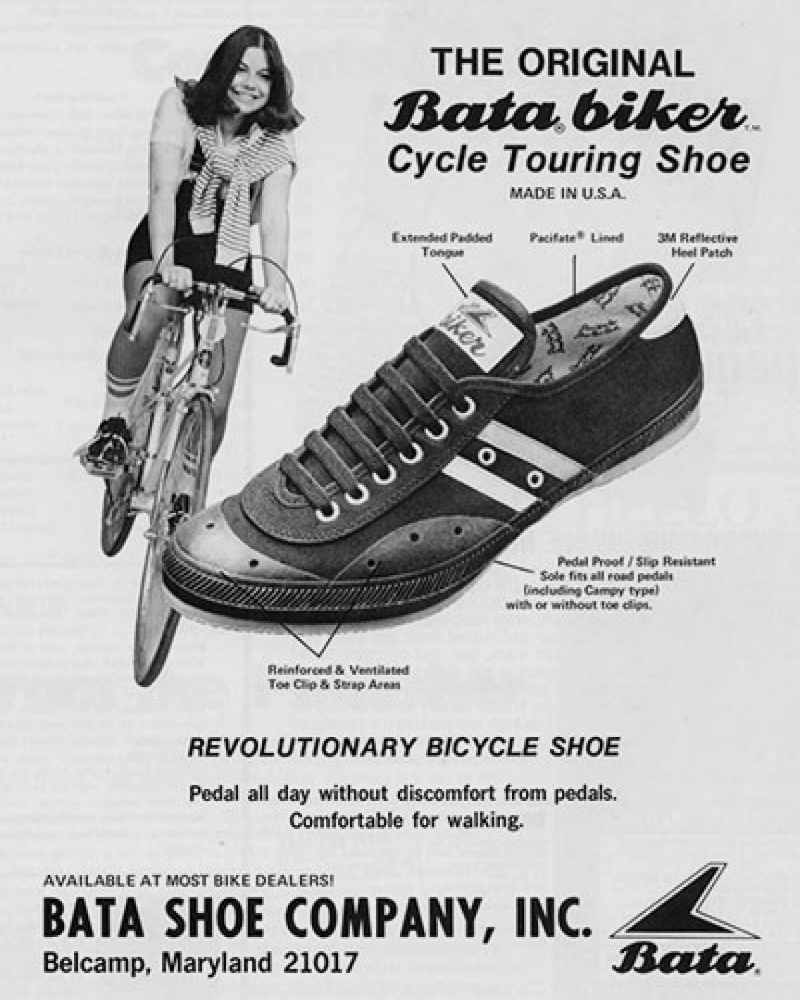 THE ORIGINAL
Bata® biker T.M.
Cycle Touring Shoe
MADE IN U.S.A.
Extended Padded
Tongue
Pacifate® Lined
3M Reflective
Heel Patch
biker
Pedal Proof / Slip Resistant
Sole fits all road pedals
(including Campy type)
with or without toe clips.
Reinforced & Ventilated
Toe Clip & Strap Areas
REVOLUTIONARY BICYCLE SHOE
Pedal all day without discomfort from pedals.
Comfortable for walking.
AVAILABLE AT MOST BIKE DEALERS!
BATA SHOE COMPANY, INC.
Belcamp, Maryland 21017
Bata®